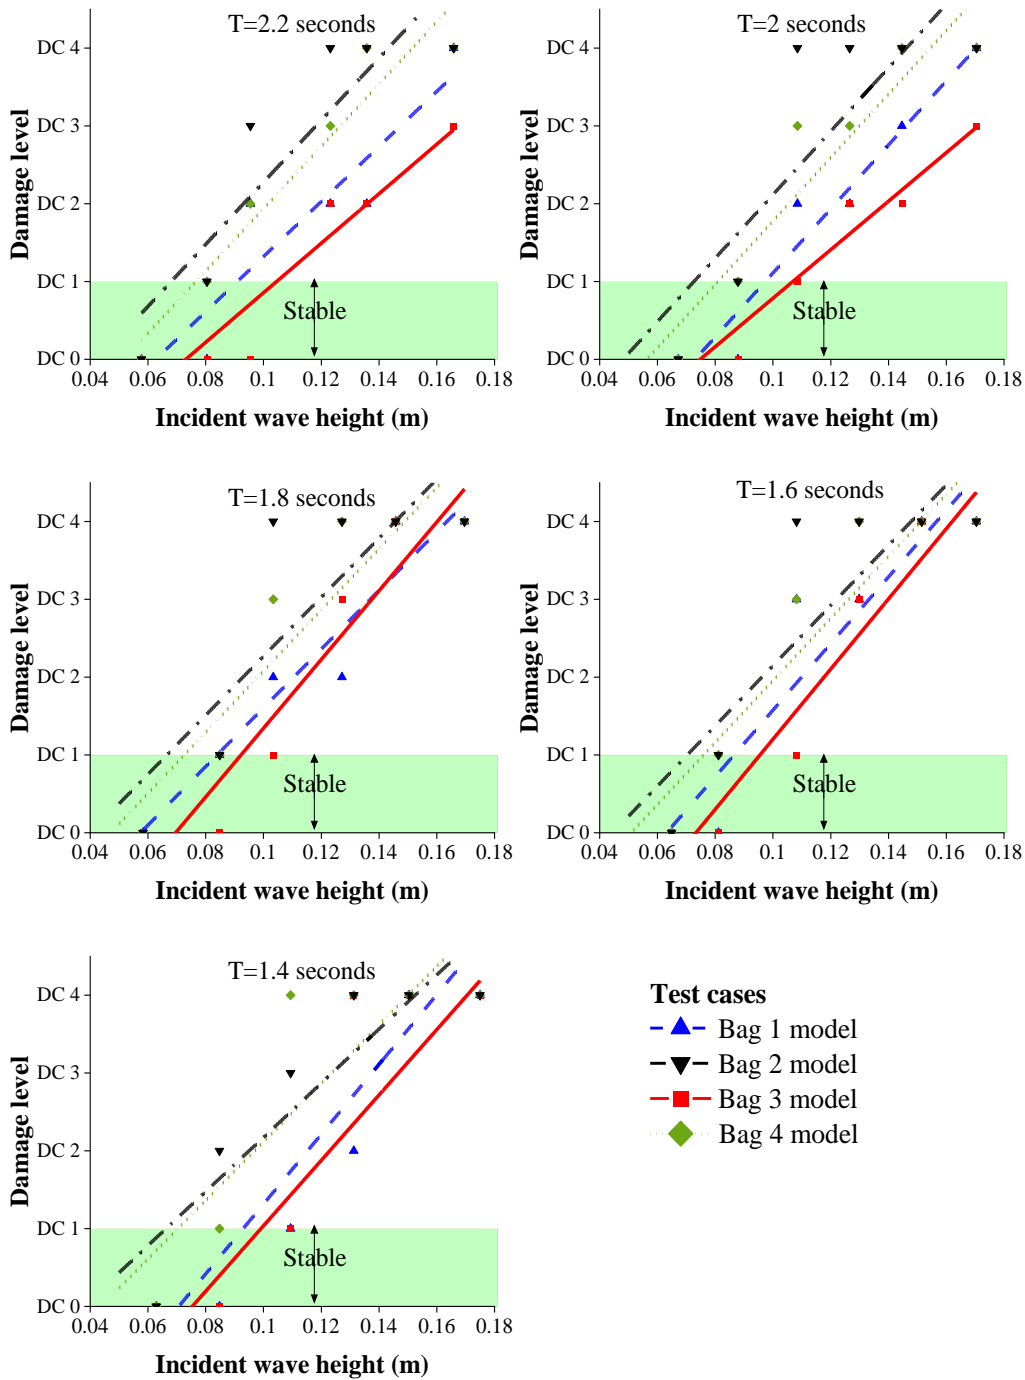 T=2.2 seconds
DC 4
DC 3
DC 2
DC 1
DC 0
Damage level
Stable
0.04 0.06 0.08 0.1 0.12 0.14 0.16 0.18
Incident wave height (m)
T=2 seconds
DC 4
DC 3
DC 2
DC 1
DC 0
Damage level
Stable
0.04 0.06 0.08 0.1 0.12 0.14 0.16 0.18
Incident wave height (m)
T=1.8 seconds
DC 4
DC 3
DC 2
DC 1
DC 0
Damage level
Stable
0.04 0.06 0.08 0.1 0.12 0.14 0.16 0.18
Incident wave height (m)
T=1.6 seconds
DC 4
DC 3
DC 2
DC 1
DC 0
Damage level
Stable
0.04 0.06 0.08 0.1 0.12 0.14 0.16 0.18
Incident wave height (m)
T=1.4 seconds
DC 4
DC 3
DC 2
DC 1
DC 0
Damage level
Stable
0.04 0.06 0.08 0.1 0.12 0.14 0.16 0.18
Incident wave height (m)
Test cases
Bag 1 model
Bag 2 model
Bag 3 model
Bag 4 model